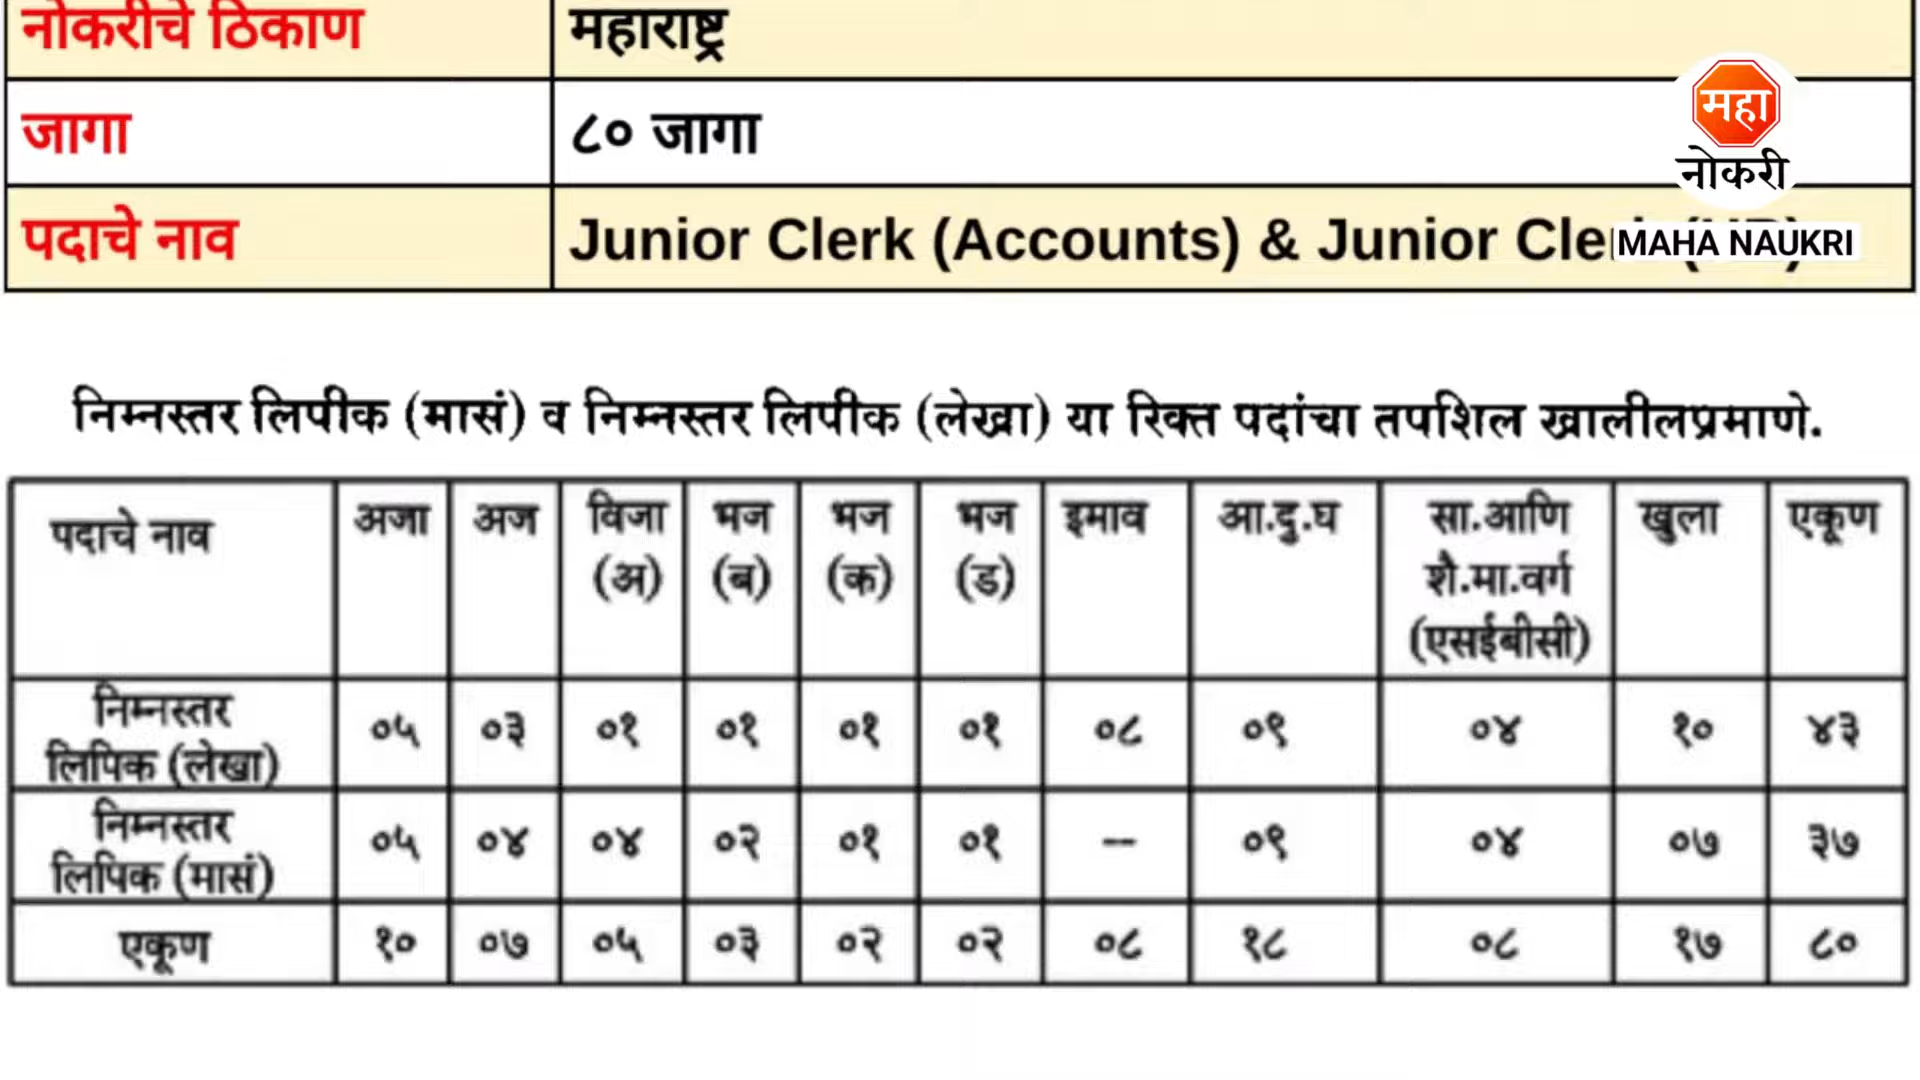 नोकरीचे ठिकाण महाराष्ट्र
जागा ८० जागा
महा
नोकरी
पदाचे नाव Junior Clerk (Accounts) & Junior
MAHA NAUKRI
निम्नस्तर लिपीक (मासं) व निम्नस्तर लिपीक (लेखा) या रिक्त पदांचा तपशिल खालीलप्रमाणे.
पदाचे नाव अजा अज विजा भज भज भज इमाव आ.दु.घ सा.आणि खुला एकूण
(अ) (ब) (क) (ड) शै.मा.वर्ग
(एसईबीसी)
निम्नस्तर
लिपिक (लेखा) ०५ ०३ ०१ ०१ ०१ ०१ ०८ ०९ ०४ १० ४३
निम्नस्तर
लिपिक (मासं) ०५ ०४ ०४ ०२ ०१ ०१ -- ०९ ०४ ०७ ३७
एकूण १० ०७ ०५ ०३ ०२ ०२ ०८ १८ ०८ १७ ८०